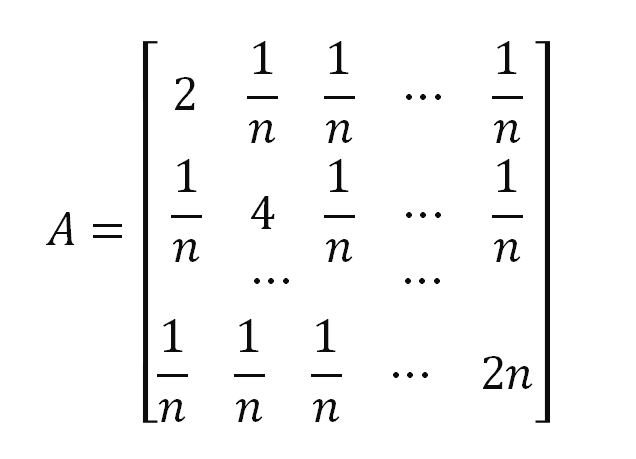 A = [ 2 1/n 1/n ⋯ 1/n
1/n 4 1/n ⋯ 1/n
⋯ ⋯
1/n 1/n 1/n ⋯ 2n ]